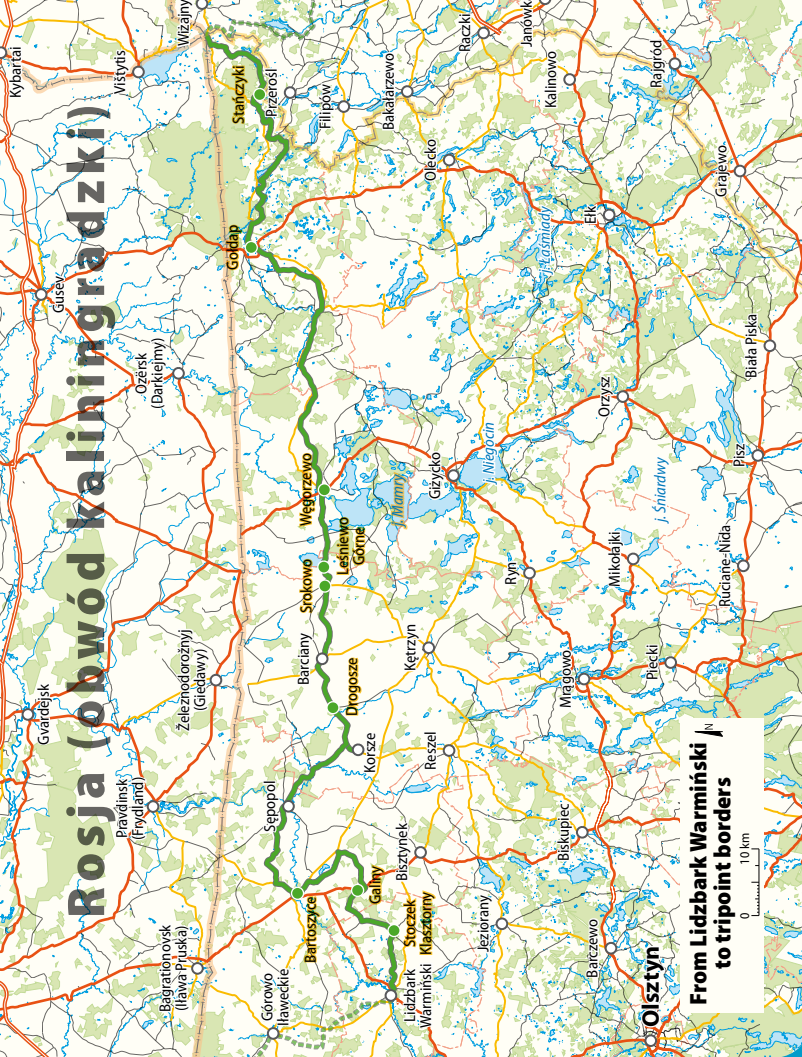 Kybartai
Gvardejsk
Gusev
Rosja (obwód kaliningradzki)
Vištytis
Pravdinsk
(Frydland)
Ozërsk
(Darkiejmy)
Bagrationovsk
(Iława Pruska)
Železnodorožnyj
(Giedawy)
Wiżajny
Gołdap
Stańczyki
Przerośl
Górowo
Iławeckie
Sępopol
Bartoszyce
Barciany
Srokowo
Węgorzewo
Leśniewo
Górne
Drogosze
Filipów
Korsze
Galiny
Bakałarzewo
j. Mamry
Stoczek
Klasztorny
Lidzbark
Warmiński
Bisztynek
Kętrzyn
Reszel
Giżycko
Olecko
Raczki
j. Niegocin
Jeziorany
Ryn
Janówk
j. Łaśmiady
Kalinowo
Biskupiec
Mrągowo
Ełk
Barczewo
Orzysz
Mikołajki
Olsztyn
Piecki
j. Śniardwy
Rajgród
From Lidzbark Warmiński
to tripoint borders
N
0 10 km
Ruciane-Nida
Pisz
Grajewo
Biała Piska